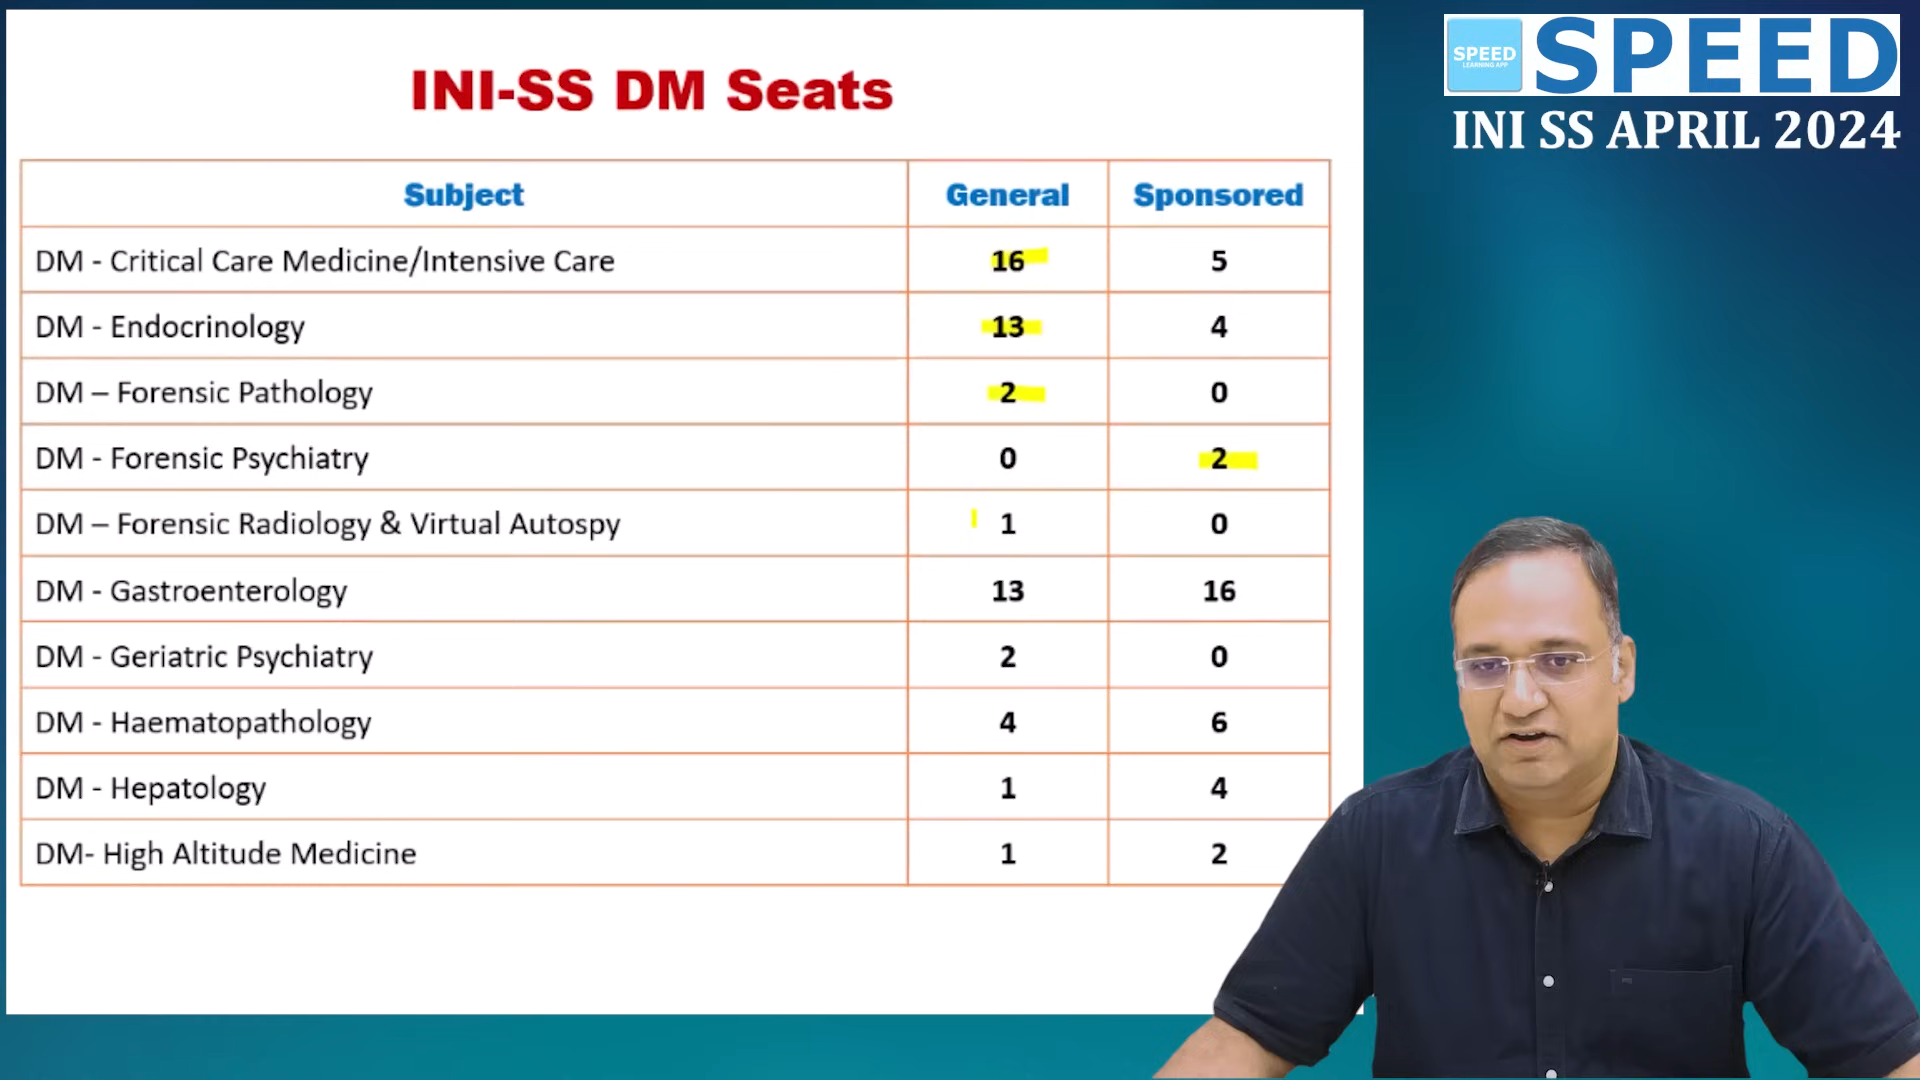 INI-SS DM Seats
Subject General Sponsored
DM - Critical Care Medicine/Intensive Care 16 5
DM - Endocrinology 13 4
DM – Forensic Pathology 2 0
DM - Forensic Psychiatry 0 2
DM – Forensic Radiology & Virtual Autospy 1 0
DM - Gastroenterology 13 16
DM - Geriatric Psychiatry 2 0
DM - Haematopathology 4 6
DM - Hepatology 1 4
DM- High Altitude Medicine 1 2
SPEED
LEARNING APP
SPEED
INI SS APRIL 2024